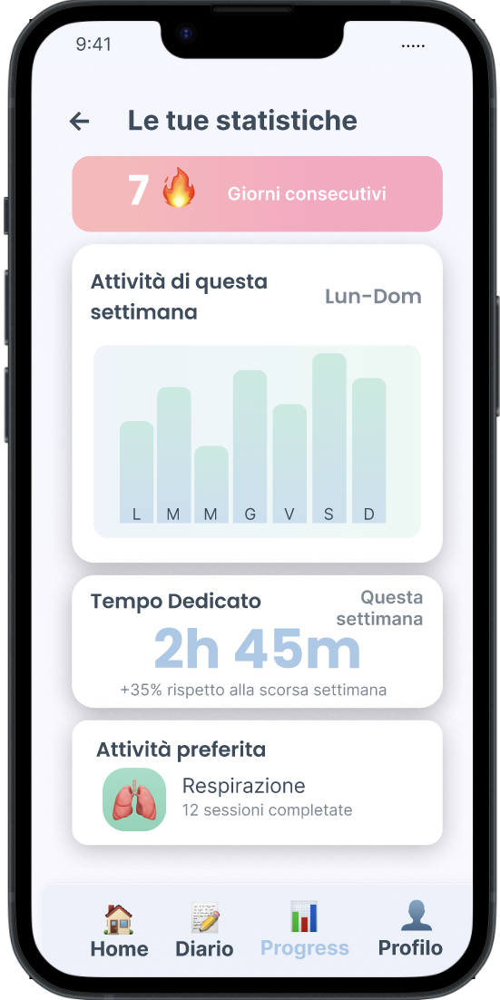 9:41
Le tue statistiche
7 Giorni consecutivi
Attività di questa
settimana
Lun-Dom
L M M G V S D
Tempo Dedicato
Questa
settimana
2h 45m
+35% rispetto alla scorsa settimana
Attività preferita
Respirazione
12 sessioni completate
Home Diario Progress Profilo